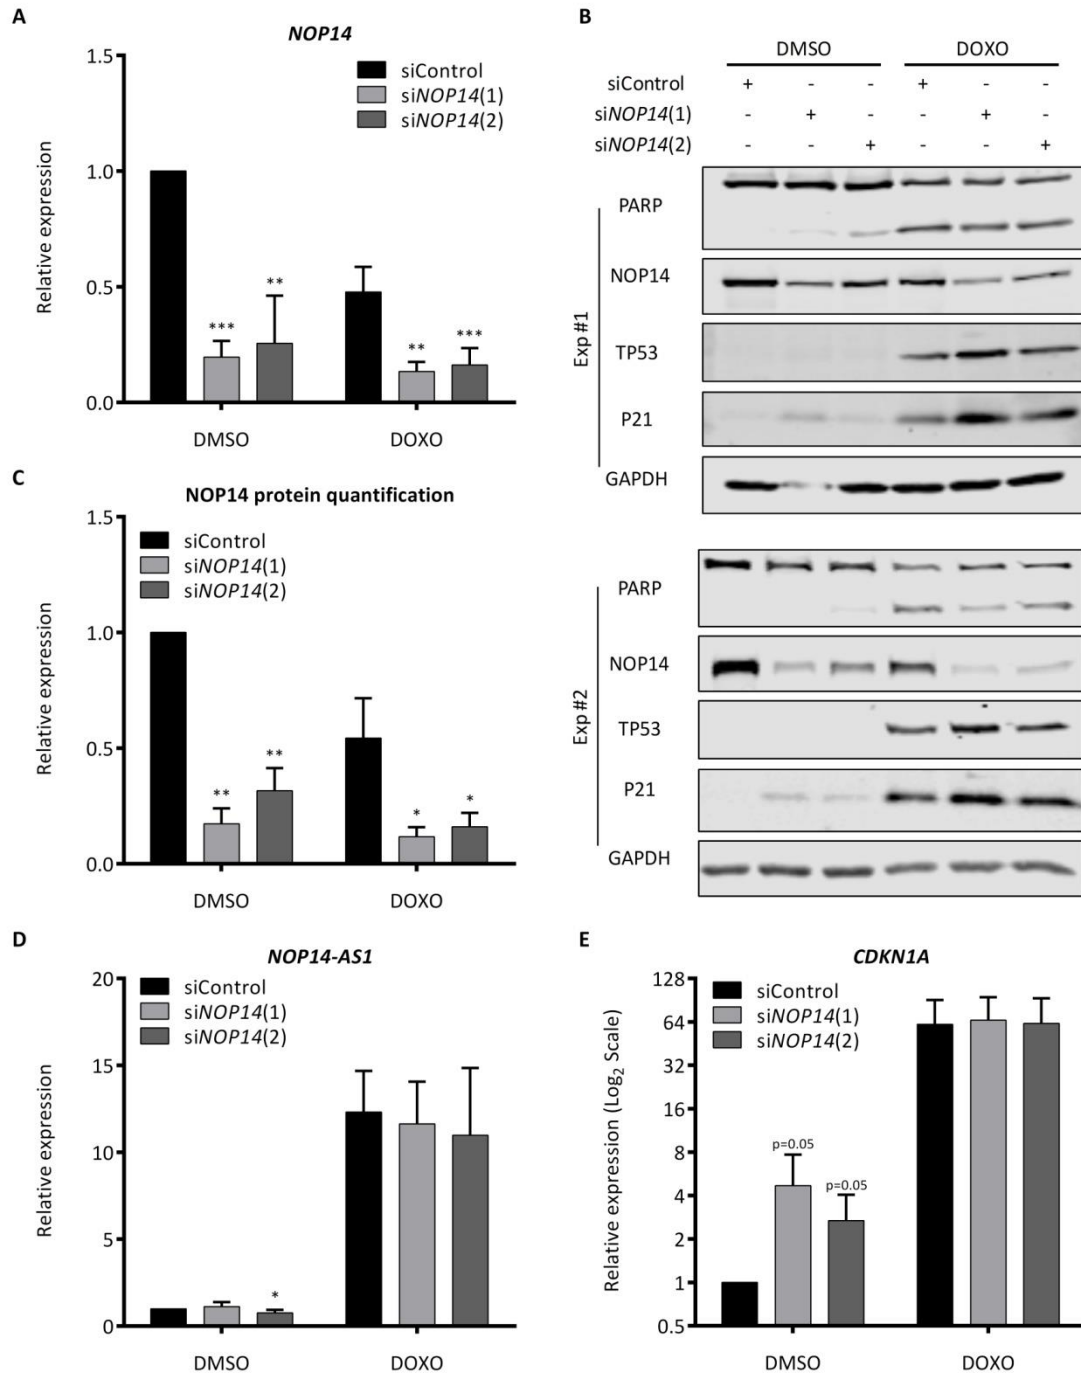 A
NOP14
Relative expression
1.5
1.0
0.5
0.0
siControl
siNOP14(1)
siNOP14(2)
***
**
**
***
DMSO
DOXO
B
DMSO
DOXO
siControl + - - + - -
siNOP14(1) - + - - + -
siNOP14(2) - - + - - +
Exp #1
PARP
NOP14
TP53
P21
GAPDH
Exp #2
PARP
NOP14
TP53
P21
GAPDH
C
NOP14 protein quantification
Relative expression
1.5
1.0
0.5
0.0
siControl
siNOP14(1)
siNOP14(2)
**
**
*
*
DMSO
DOXO
D
NOP14-AS1
Relative expression
20
15
10
5
0
siControl
siNOP14(1)
siNOP14(2)
*
DMSO
DOXO
E
CDKN1A
Relative expression (Log2 Scale)
128
64
32
16
8
4
2
1
0.5
siControl
siNOP14(1)
siNOP14(2)
p=0.05
p=0.05
DMSO
DOXO